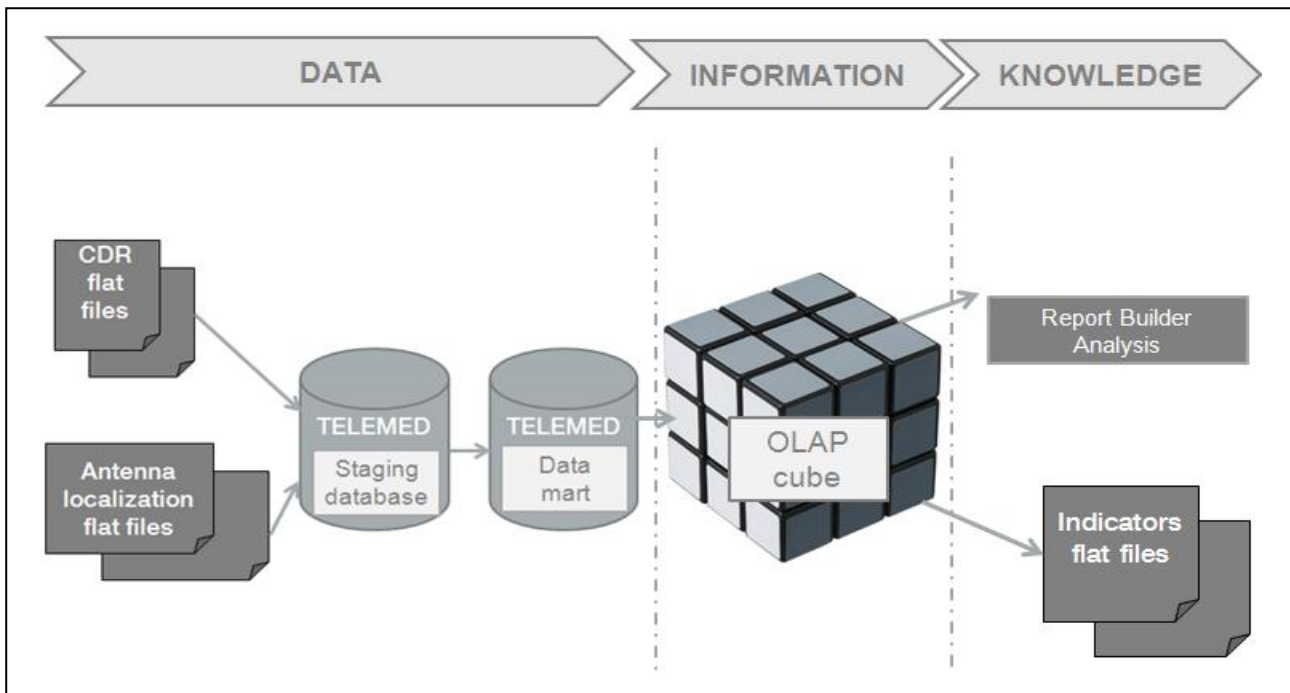 DATA
INFORMATION
KNOWLEDGE
CDR
flat
files
Antenna
localization
flat files
TELEMED
Staging
database
TELEMED
Data
mart
OLAP
cube
Report Builder
Analysis
Indicators
flat files